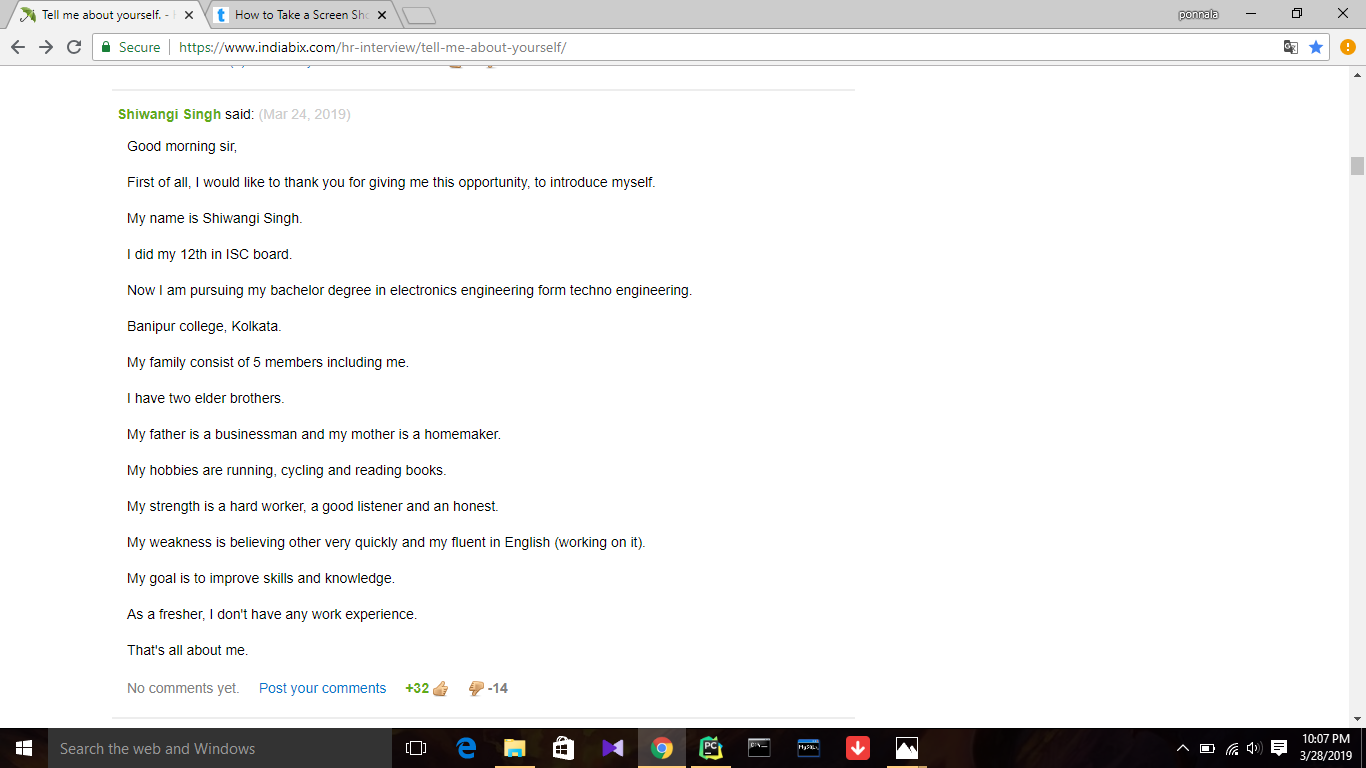 Tell me about yourself. -
How to Take a Screen Sho
ponnala
Secure
https://www.indiabix.com/hr-interview/tell-me-about-yourself/
Shiwangi Singh said: (Mar 24, 2019)
Good morning sir,
First of all, I would like to thank you for giving me this opportunity, to introduce myself.
My name is Shiwangi Singh.
I did my 12th in ISC board.
Now I am pursuing my bachelor degree in electronics engineering form techno engineering.
Banipur college, Kolkata.
My family consist of 5 members including me.
I have two elder brothers.
My father is a businessman and my mother is a homemaker.
My hobbies are running, cycling and reading books.
My strength is a hard worker, a good listener and an honest.
My weakness is believing other very quickly and my fluent in English (working on it).
My goal is to improve skills and knowledge.
As a fresher, I don't have any work experience.
That's all about me.
No comments yet. Post your comments +32 -14
Search the web and Windows
PC
MySQL
10:07 PM
3/28/2019